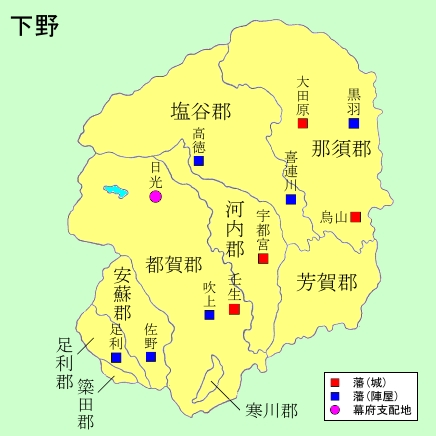 下野
塩谷郡
大田原
黒羽
那須郡
高徳
喜連川
日光
烏山
河内郡
宇都宮
都賀郡
芳賀郡
安蘇郡
吹上
壬生
足利
佐野
足利郡
簗田郡
寒川郡
藩(城)
藩(陣屋)
幕府支配地